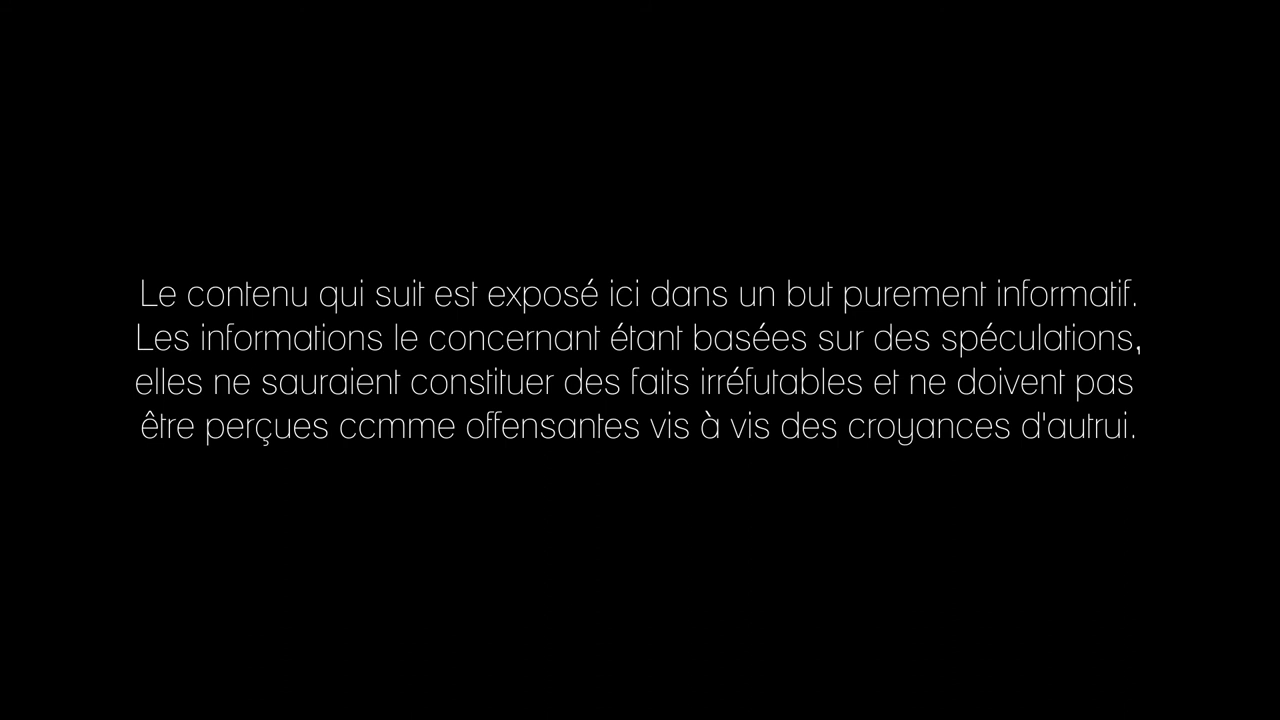 Le contenu qui suit est exposé ici dans un but purement informatif.
Les informations le concernant étant basées sur des spéculations,
elles ne sauraient constituer des faits irréfutables et ne doivent pas
être perçues ccmme offensantes vis à vis des croyances d'autrui.